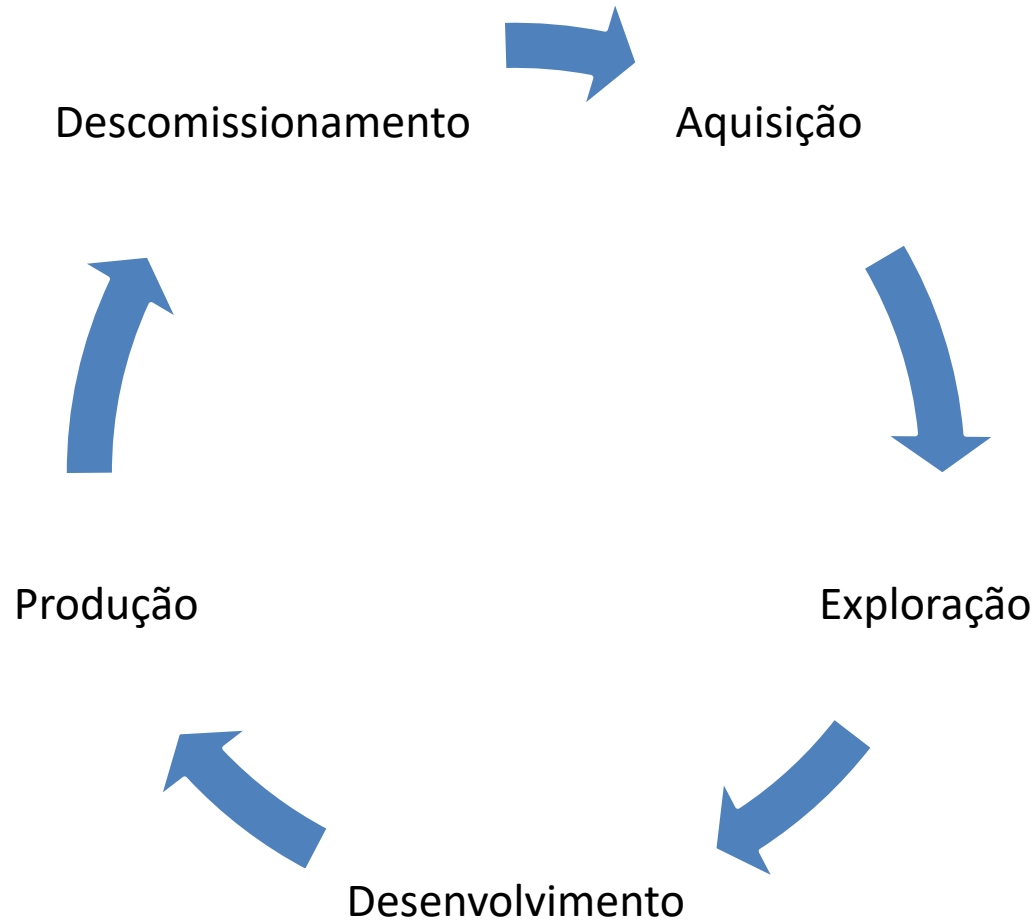 Descomissionamento
Aquisição
Produção
Exploração
Desenvolvimento